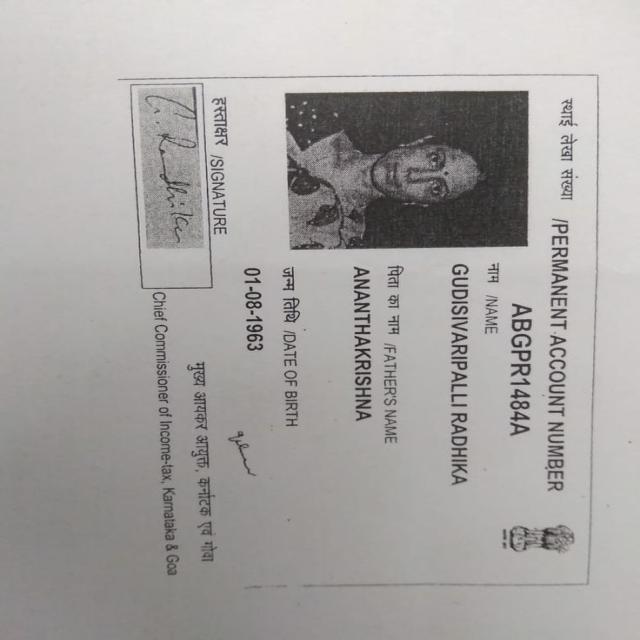 स्थाई लेखा संख्या /PERMANENT ACCOUNT NUMBER
ABGPR1484A
नाम /NAME
GUDISIVARIPALLI RADHIKA
पिता का नाम /FATHER'S NAME
ANANTHAKRISHNA
जन्म तिथि /DATE OF BIRTH
01-08-1963
हस्ताक्षर /SIGNATURE
G. Radhika
मुख्य आयकर आयुक्त, कर्नाटक एवं गोवा
Chief Commissioner of Income-tax, Karnataka & Goa